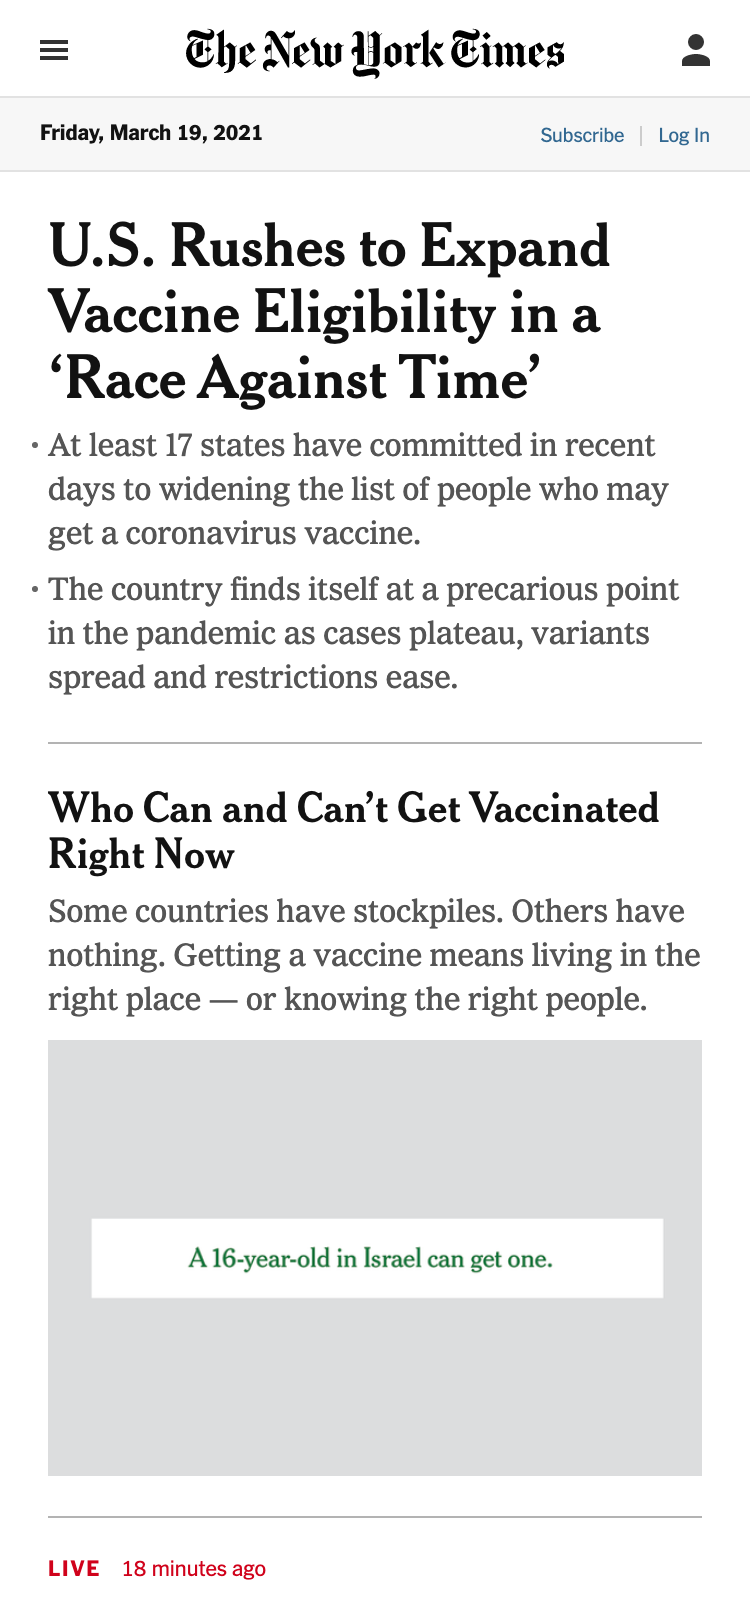 The New York Times
Friday, March 19, 2021
Subscribe | Log In
U.S. Rushes to Expand
Vaccine Eligibility in a
‘Race Against Time’
• At least 17 states have committed in recent
days to widening the list of people who may
get a coronavirus vaccine.
• The country finds itself at a precarious point
in the pandemic as cases plateau, variants
spread and restrictions ease.
Who Can and Can’t Get Vaccinated
Right Now
Some countries have stockpiles. Others have
nothing. Getting a vaccine means living in the
right place — or knowing the right people.
A 16-year-old in Israel can get one.
LIVE 18 minutes ago